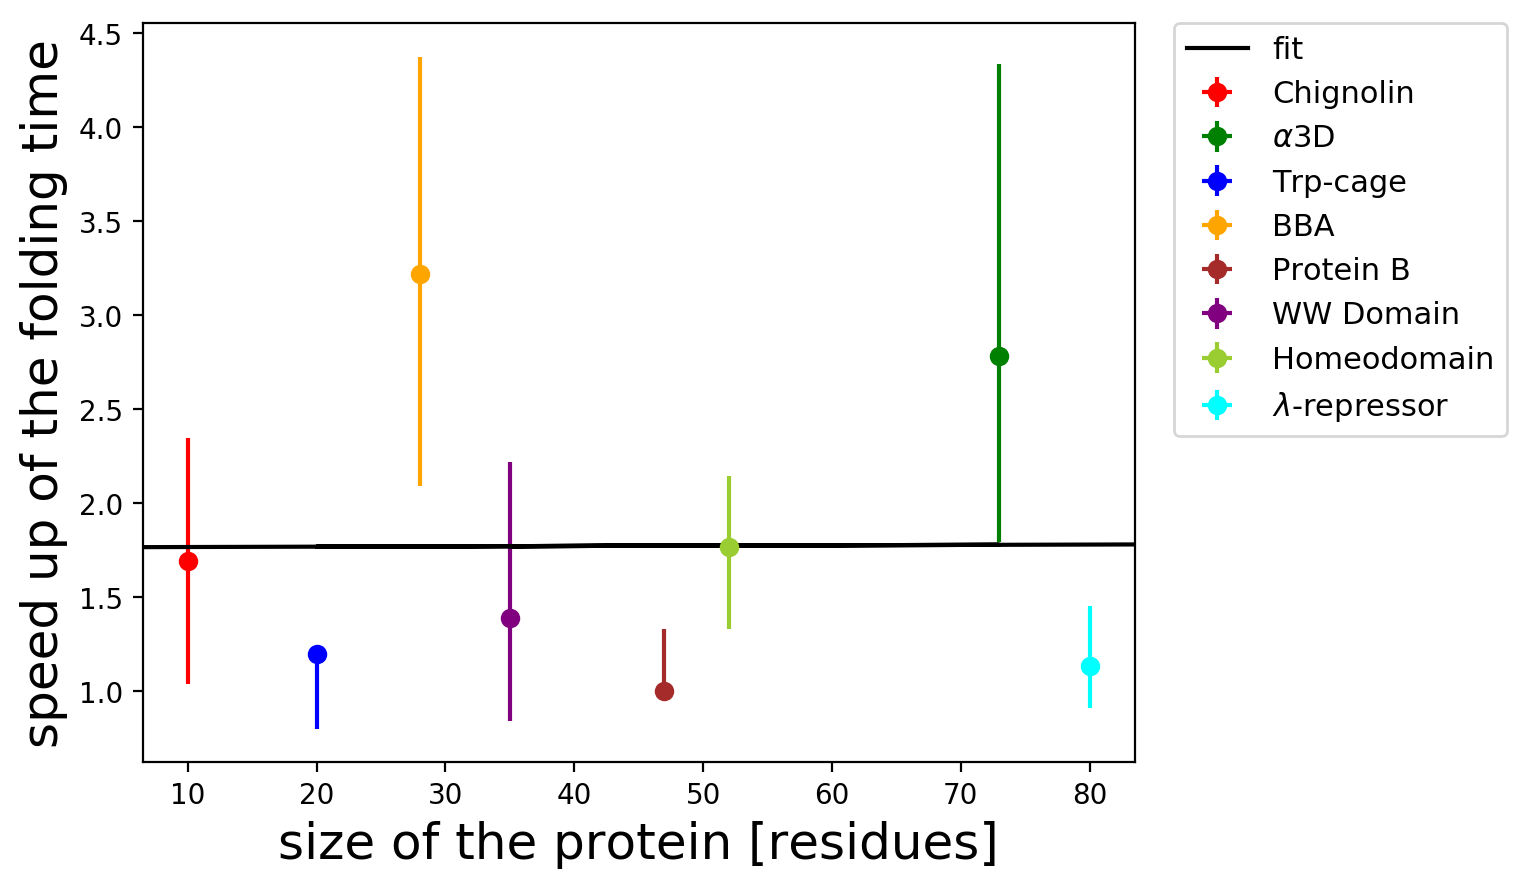 speed up of the folding time
4.5
4.0
3.5
3.0
2.5
2.0
1.5
1.0
10 20 30 40 50 60 70 80
size of the protein [residues]
fit
Chignolin
α3D
Trp-cage
BBA
Protein B
WW Domain
Homeodomain
λ-repressor